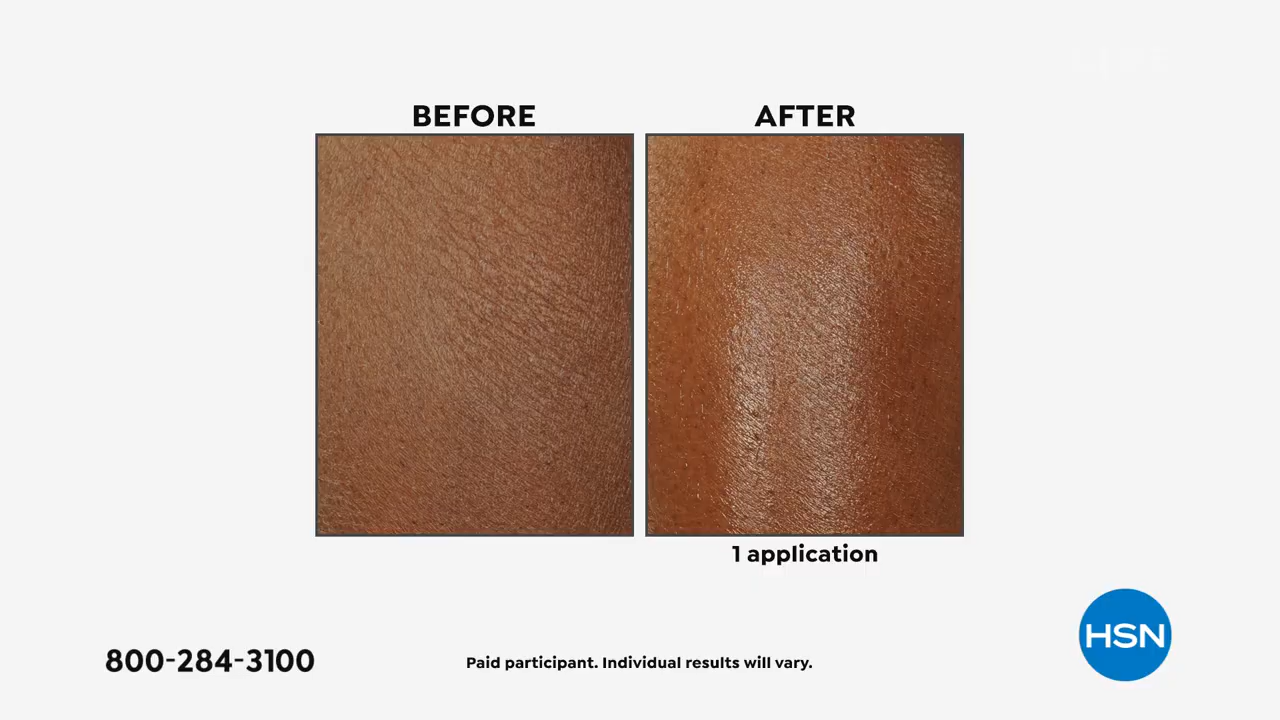 BEFORE
AFTER
1 application
800-284-3100
Paid participant. Individual results will vary.
HSN